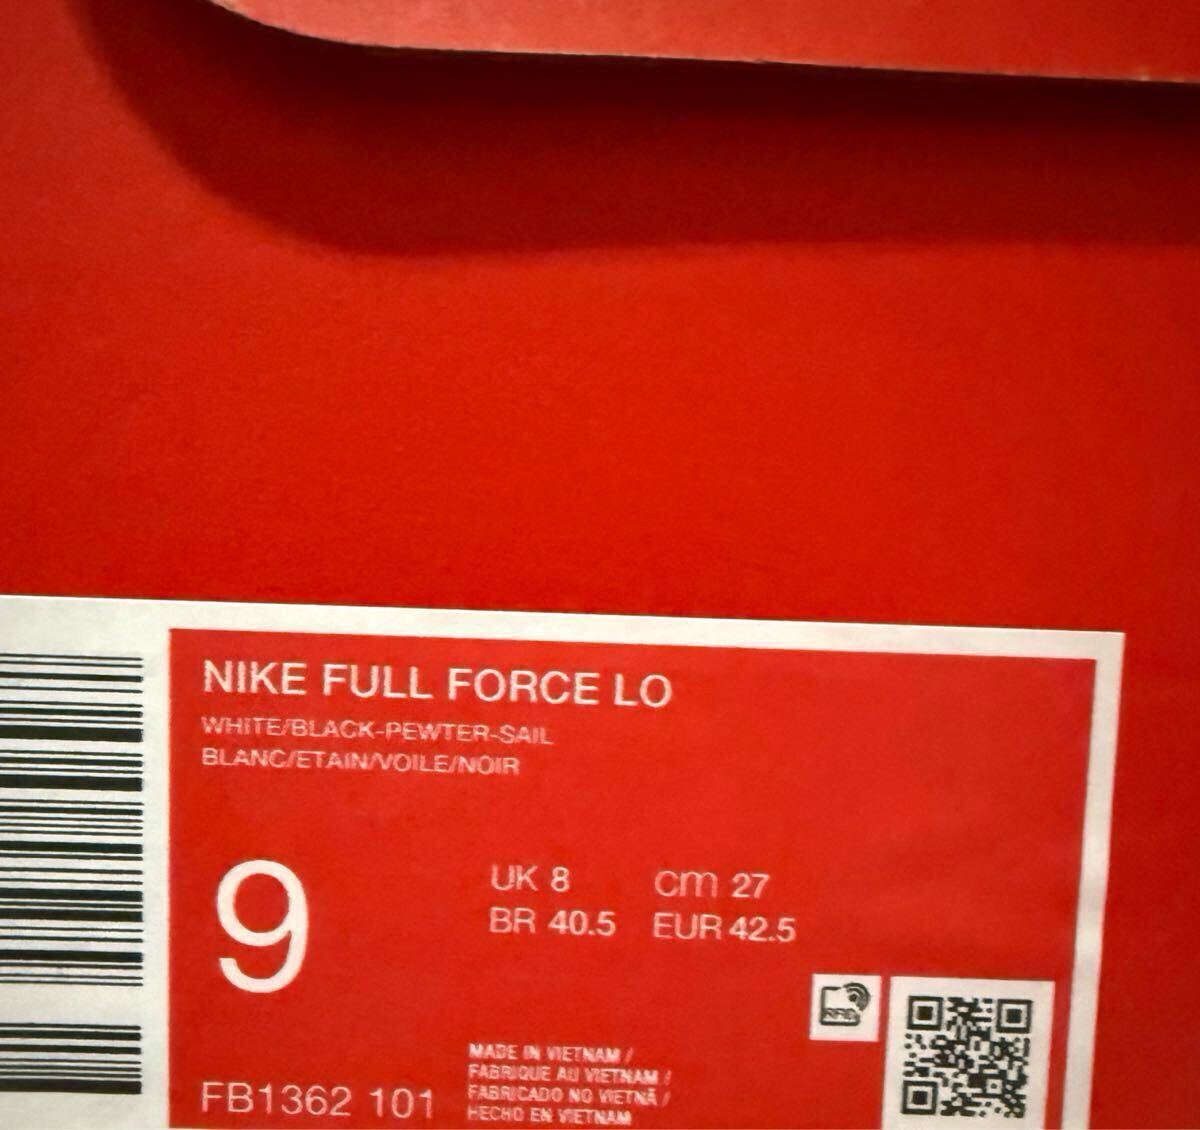 NIKE FULL FORCE LO
WHITE/BLACK-PEWTER-SAIL
BLANC/ETAIN/VOILE/NOIR
9
UK 8 cm 27
BR 40.5 EUR 42.5
RFID
FB1362 101
MADE IN VIETNAM /
FABRIQUE AU VIETNAM /
FABRICADO NO VIETNÃ /
HECHO EN VIETNAM